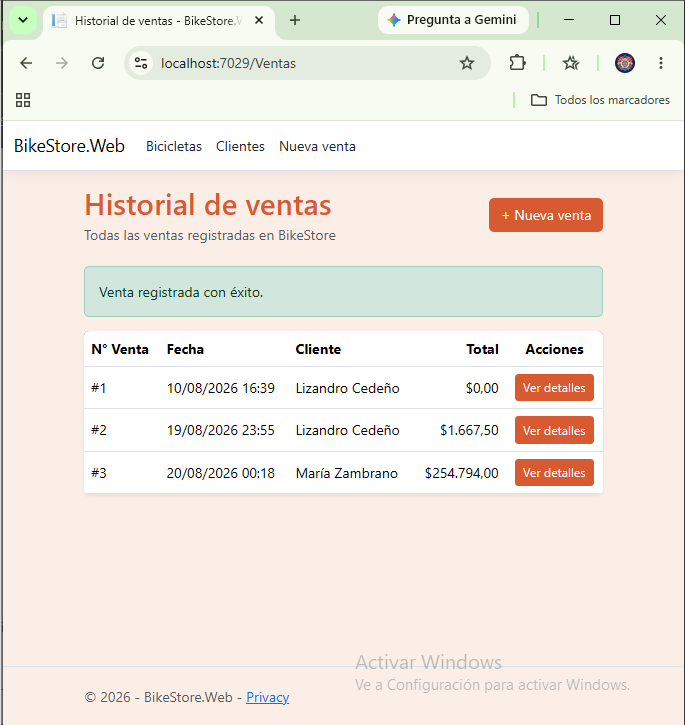 Historial de ventas - BikeStore.W
Pregunta a Gemini
localhost:7029/Ventas
Todos los marcadores
BikeStore.Web Bicicletas Clientes Nueva venta
Historial de ventas
+ Nueva venta
Todas las ventas registradas en BikeStore
Venta registrada con éxito.
N° Venta Fecha Cliente Total Acciones
#1 10/08/2026 16:39 Lizandro Cedeño $0,00 Ver detalles
#2 19/08/2026 23:55 Lizandro Cedeño $1.667,50 Ver detalles
#3 20/08/2026 00:18 María Zambrano $254.794,00 Ver detalles
Activar Windows
Ve a Configuración para activar Windows.
© 2026 - BikeStore.Web - Privacy